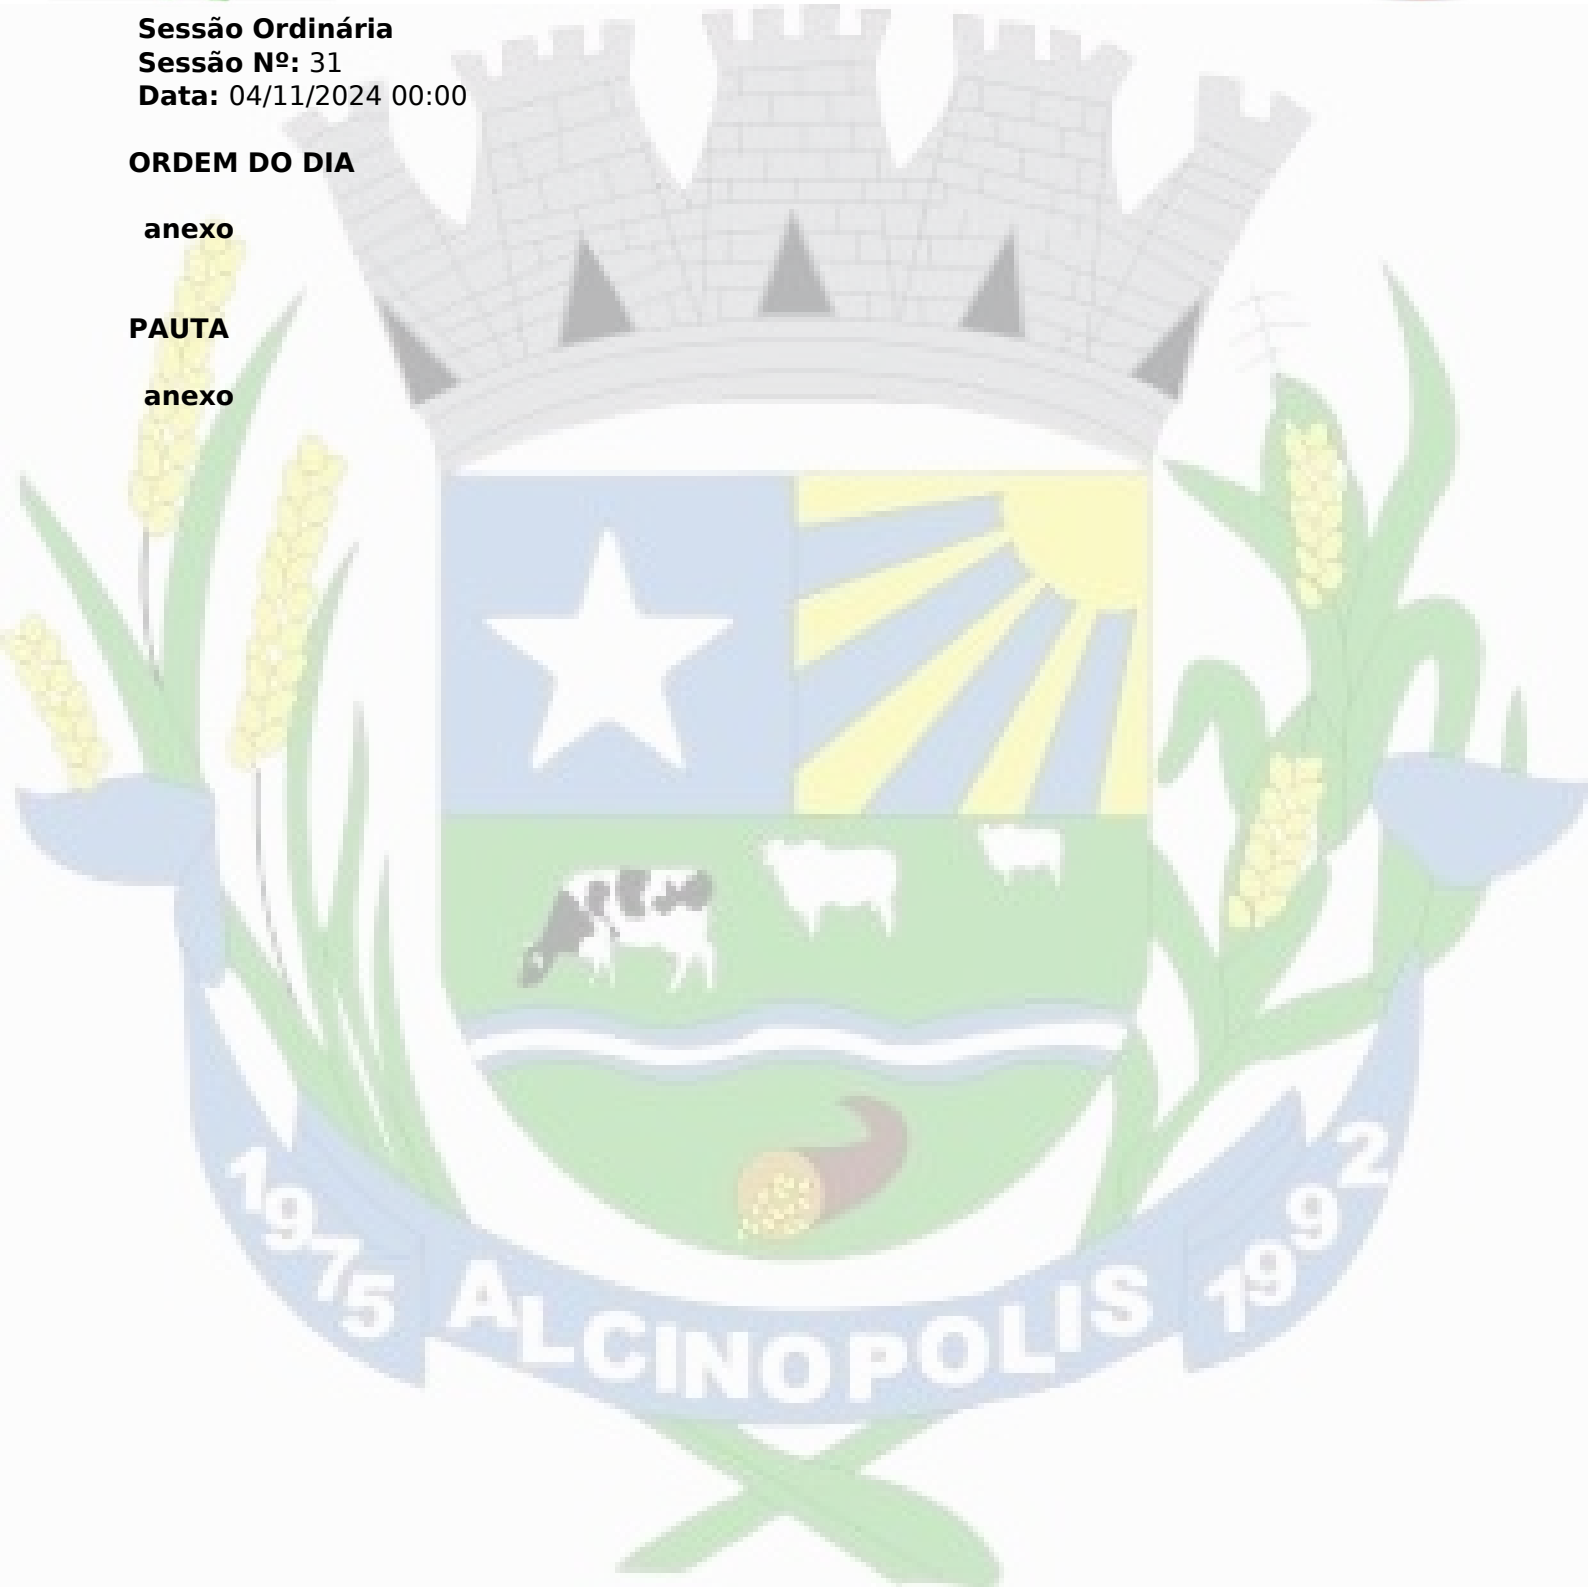 Sessão Ordinária
Sessão Nº: 31
Data: 04/11/2024 00:00
ORDEM DO DIA
anexo
PAUTA
anexo
1975 ALCINOPOLIS 1992